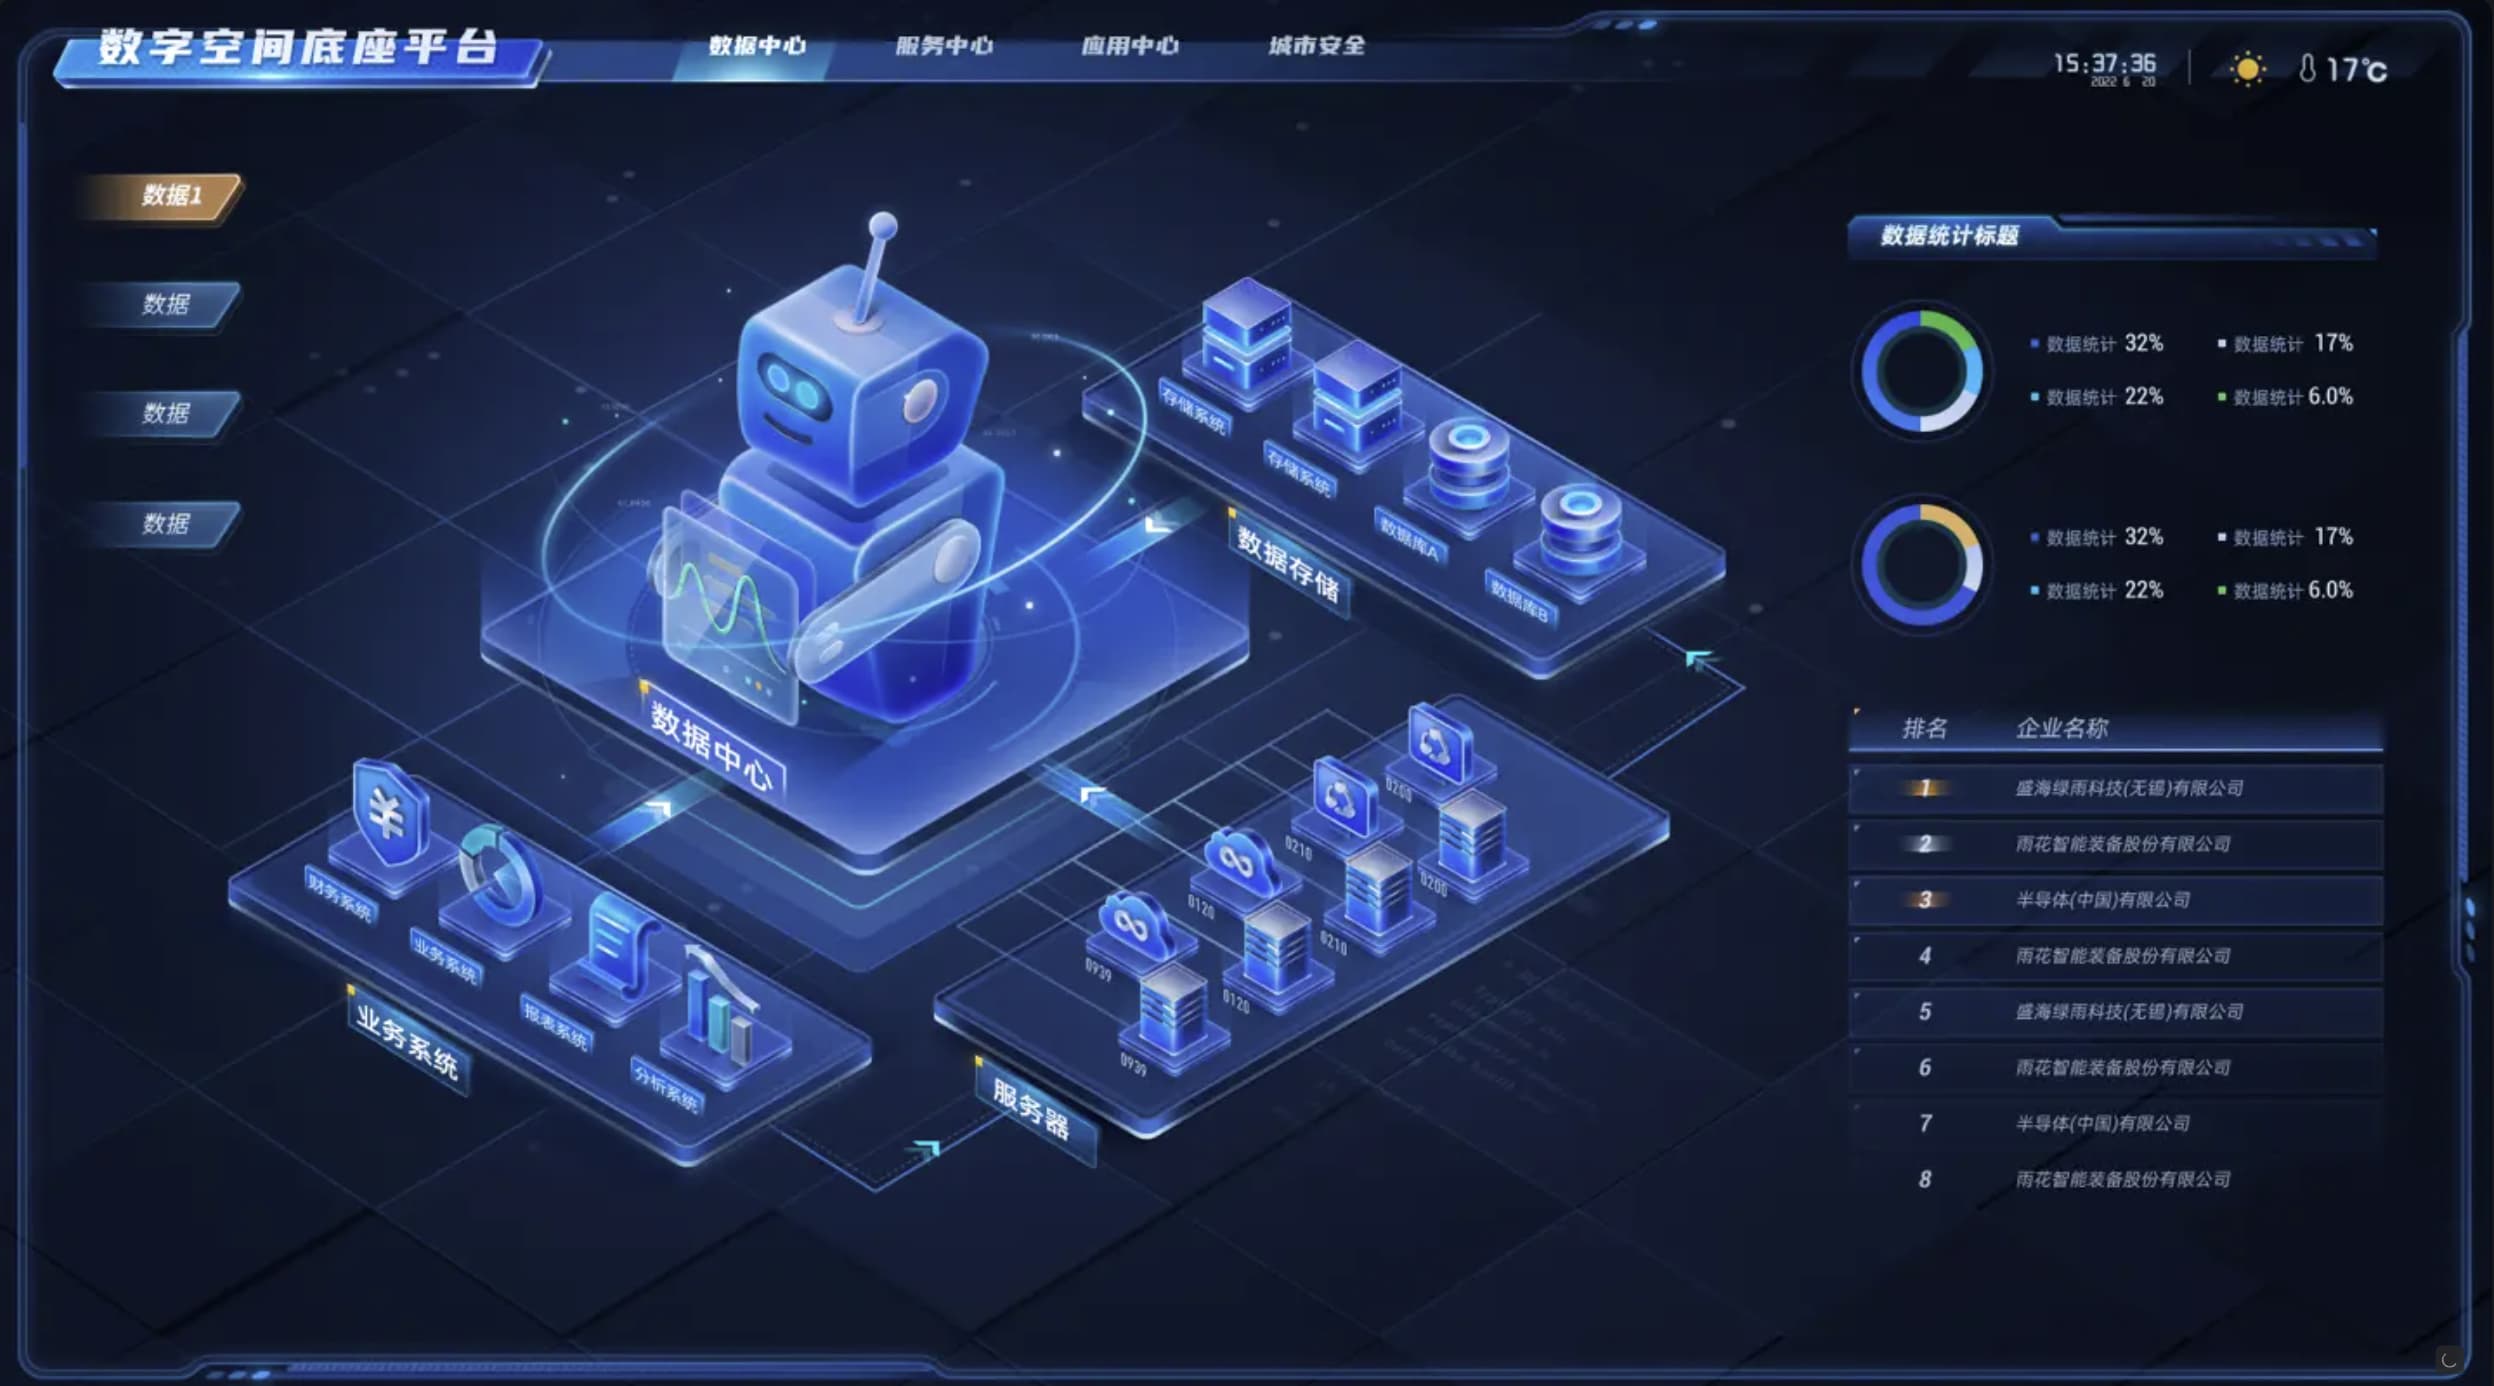 数字空间底座平台
数据中心
服务中心
应用中心
城市安全
15:37:36
2022 6 20
17℃
数据1
数据
数据
数据
数据中心
存储系统
存储系统
数据库A
数据库B
数据存储
财务系统
业务系统
报表系统
分析系统
业务系统
0200
0210
0120
0939
0200
0210
0120
0939
服务器
数据统计标题
数据统计 32%
数据统计 17%
数据统计 22%
数据统计 6.0%
数据统计 32%
数据统计 17%
数据统计 22%
数据统计 6.0%
排名 企业名称
1 盛海绿雨科技(无锡)有限公司
2 雨花智能装备股份有限公司
3 半导体(中国)有限公司
4 雨花智能装备股份有限公司
5 盛海绿雨科技(无锡)有限公司
6 雨花智能装备股份有限公司
7 半导体(中国)有限公司
8 雨花智能装备股份有限公司